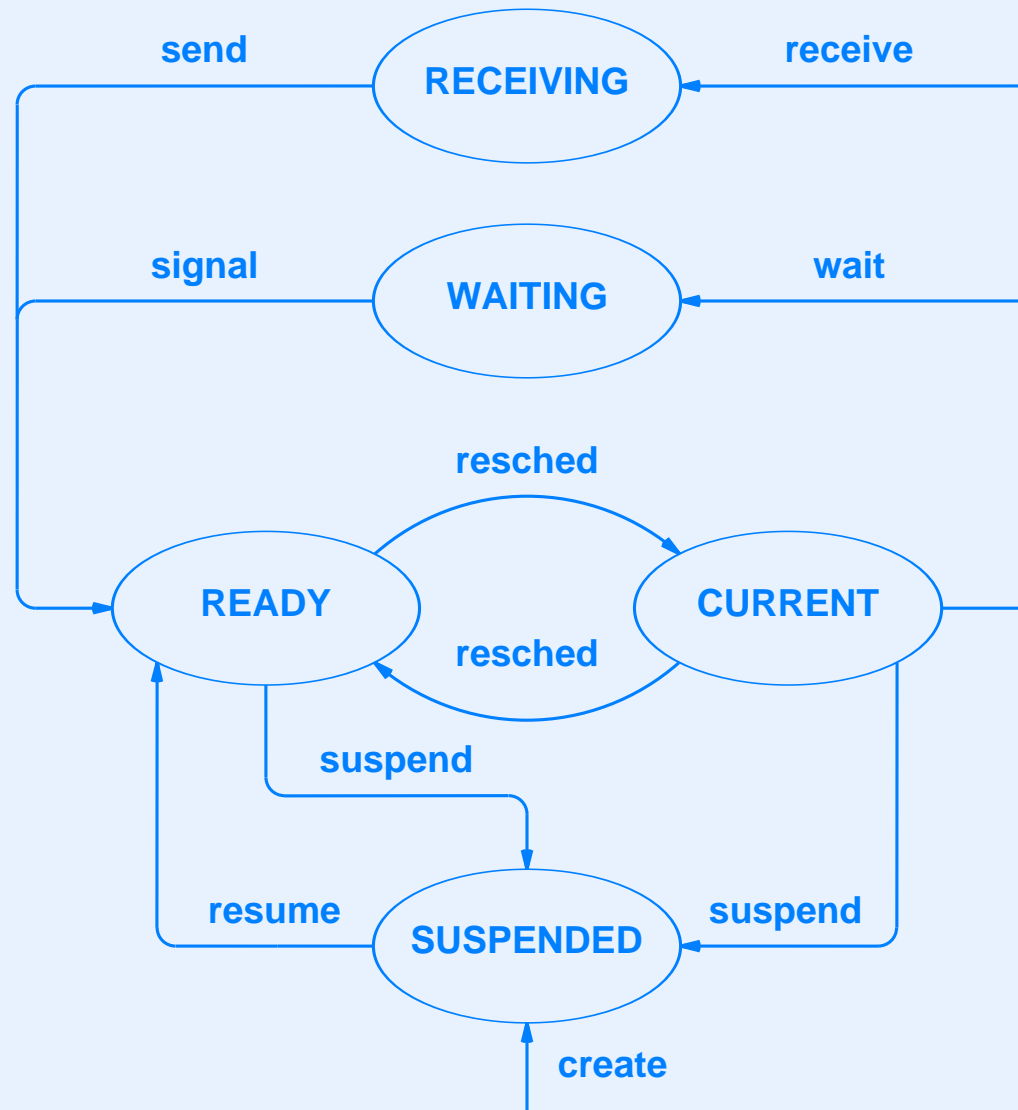 send
receive
RECEIVING
signal
wait
WAITING
resched
READY
CURRENT
resched
suspend
resume
suspend
SUSPENDED
create